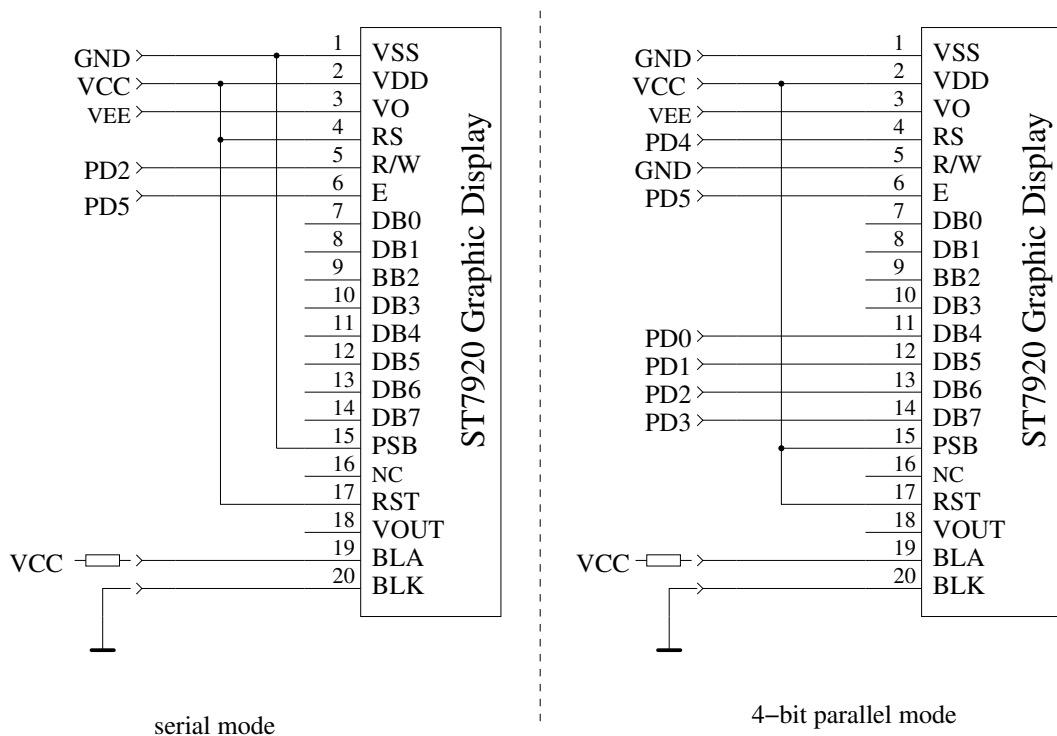 GND
VCC
VEE
PD2
PD5
1 VSS
2 VDD
3 VO
4 RS
5 R/W
6 E
7 DB0
8 DB1
9 BB2
10 DB3
11 DB4
12 DB5
13 DB6
14 DB7
15 PSB
16 NC
17 RST
18 VOUT
19 BLA
20 BLK
VCC
ST7920 Graphic Display
serial mode
GND
VCC
VEE
PD4
GND
PD5
PD0
PD1
PD2
PD3
1 VSS
2 VDD
3 VO
4 RS
5 R/W
6 E
7 DB0
8 DB1
9 BB2
10 DB3
11 DB4
12 DB5
13 DB6
14 DB7
15 PSB
16 NC
17 RST
18 VOUT
19 BLA
20 BLK
VCC
ST7920 Graphic Display
4−bit parallel mode